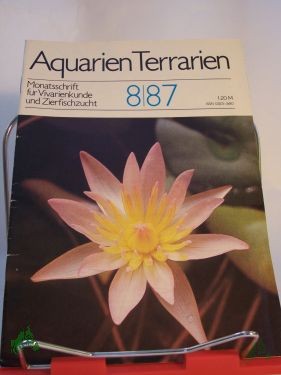 Aquarien Terrarien
Monatsschrift
für Vivarienkunde
und Zierfischzucht
8|87
1,20 M